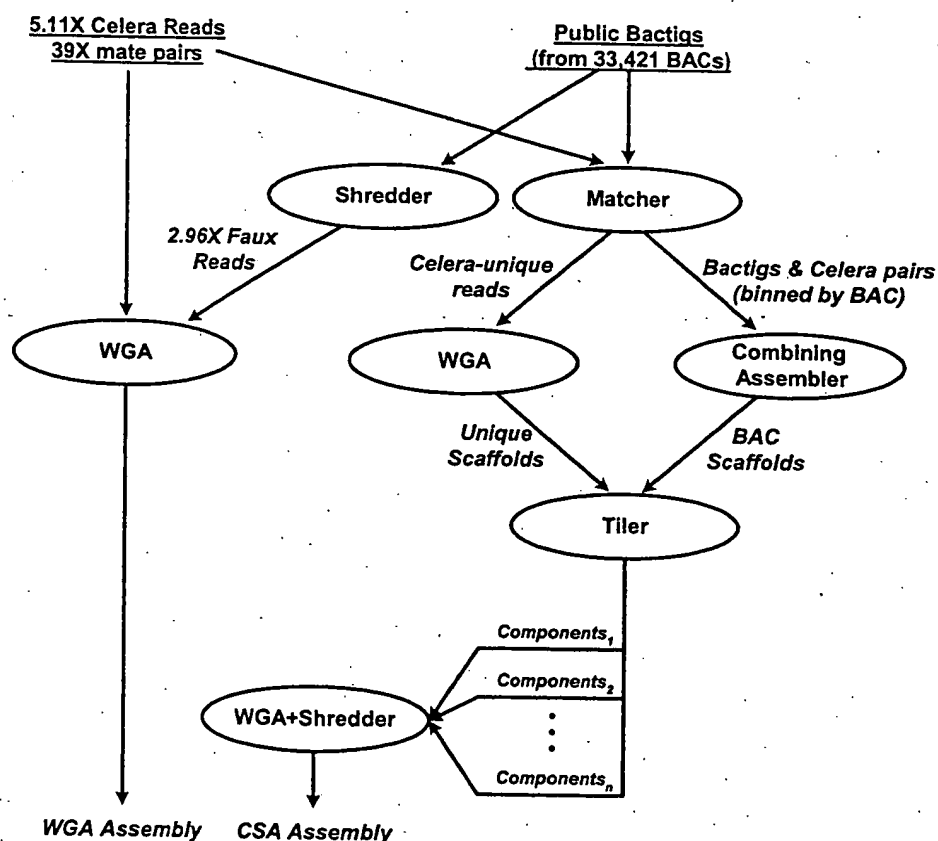 5.11X Celera Reads
39X mate pairs
Public Bactigs
(from 33,421 BACs)
Shredder
Matcher
2.96X Faux
Reads
Celera-unique
reads
Bactigs & Celera pairs
(binned by BAC)
WGA
WGA
Combining
Assembler
Unique
Scaffolds
BAC
Scaffolds
Tiler
Components1
Components2
WGA+Shredder
Componentsn
WGA Assembly
CSA Assembly